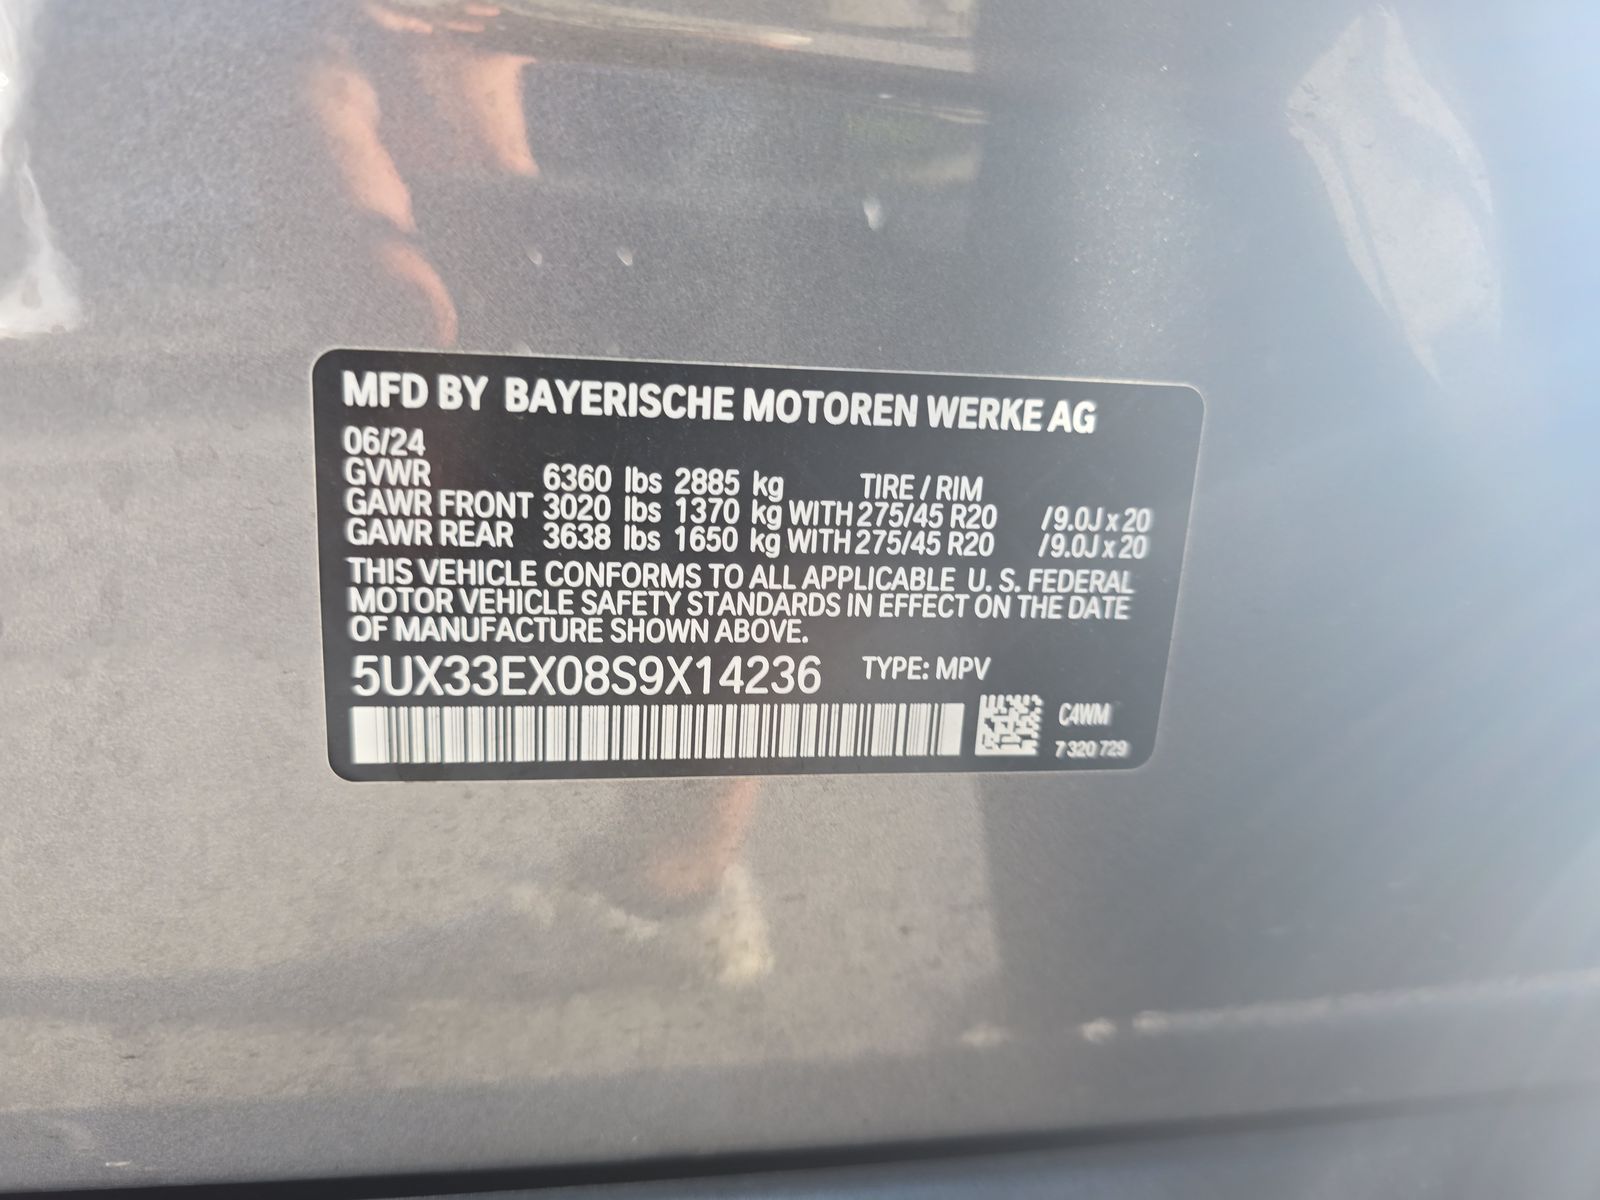 MFD BY BAYERISCHE MOTOREN WERKE AG
06/24
GVWR 6360 lbs 2885 kg TIRE / RIM
GAWR FRONT 3020 lbs 1370 kg WITH 275/45 R20 /9.0J x 20
GAWR REAR 3638 lbs 1650 kg WITH 275/45 R20 /9.0J x 20
THIS VEHICLE CONFORMS TO ALL APPLICABLE U. S. FEDERAL
MOTOR VEHICLE SAFETY STANDARDS IN EFFECT ON THE DATE
OF MANUFACTURE SHOWN ABOVE.
5UX33EX08S9X14236 TYPE: MPV
C4WM
7 320 729